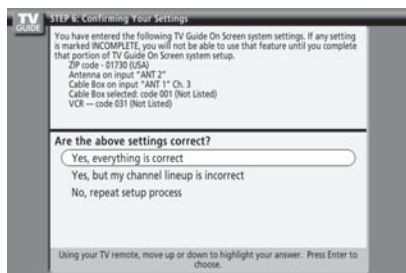 TV
GUIDE
STEP 6: Confirming Your Settings
You have entered the following TV Guide On Screen system settings. If any setting
is marked INCOMPLETE, you will not be able to use that feature until you complete
that portion of TV Guide On Screen system setup.
ZIP code - 01730 (USA)
Antenna on input "ANT 2"
Cable Box on input "ANT 1" Ch. 3
Cable Box selected: code 001 (Not Listed)
VCR — code 031 (Not Listed)
Are the above settings correct?
Yes, everything is correct
Yes, but my channel lineup is incorrect
No, repeat setup process
Using your TV remote, move up or down to highlight your answer. Press Enter to
choose.